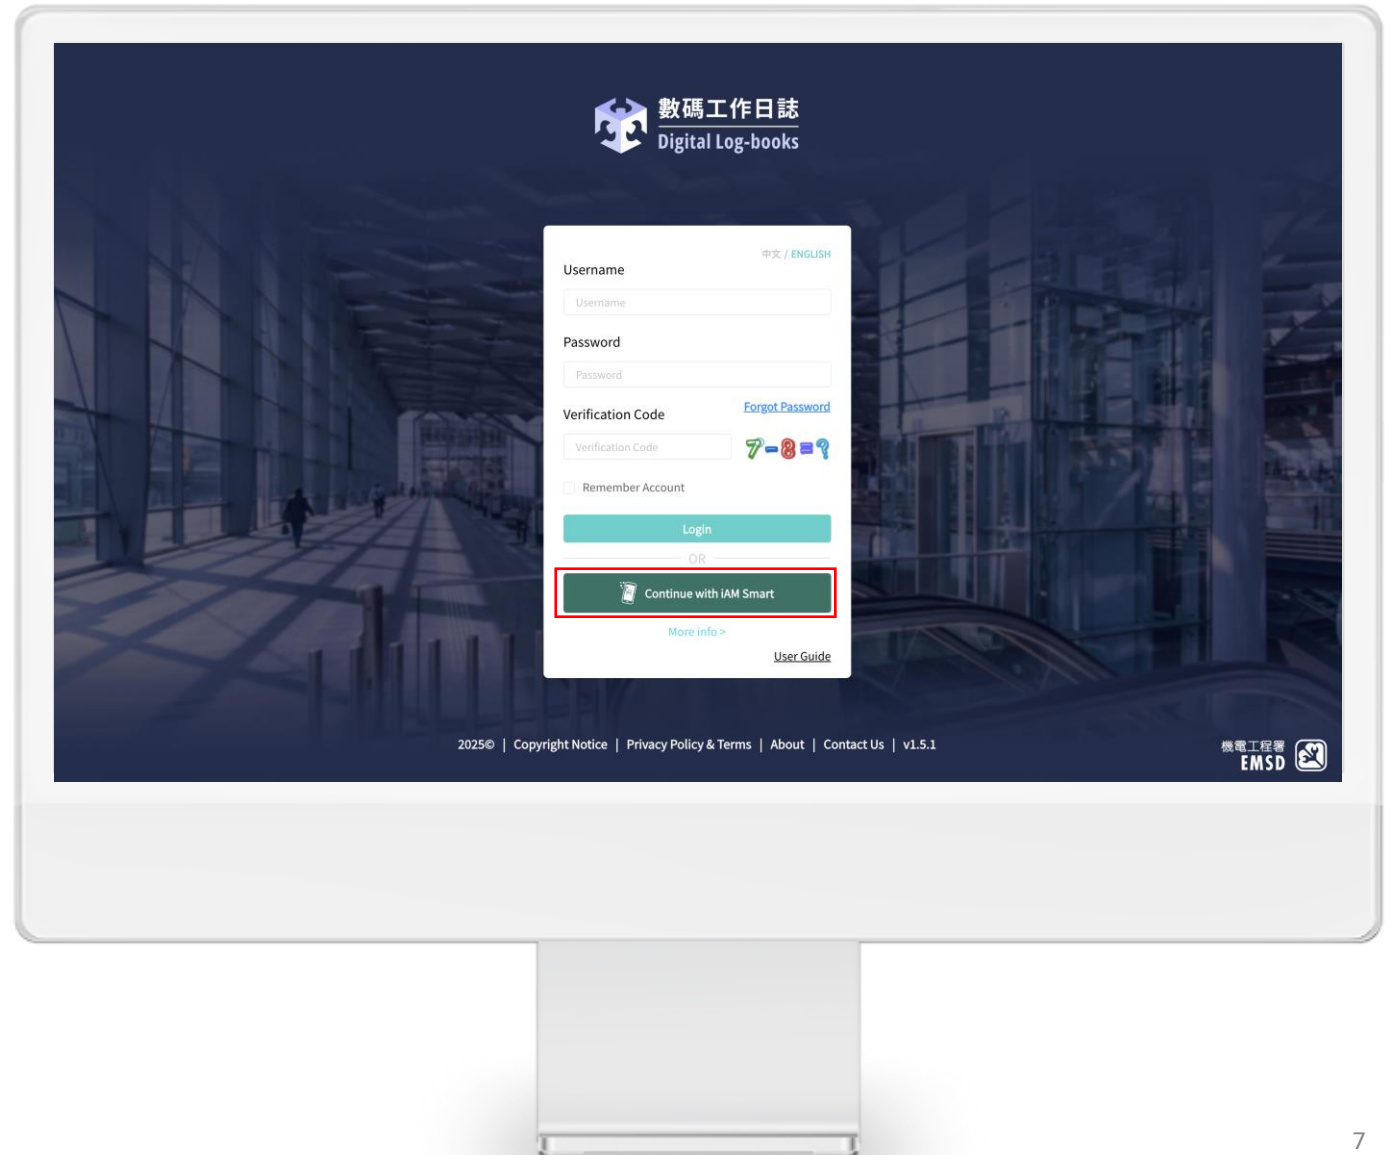 數碼工作日誌
Digital Log-books
中文 / ENGLISH
Username
Username
Password
Password
Forgot Password
Verification Code
Verification Code
7-8=?
Remember Account
Login
OR
Continue with iAM Smart
More info >
User Guide
2025© | Copyright Notice | Privacy Policy & Terms | About | Contact Us | v1.5.1
機電工程署
EMSD
7